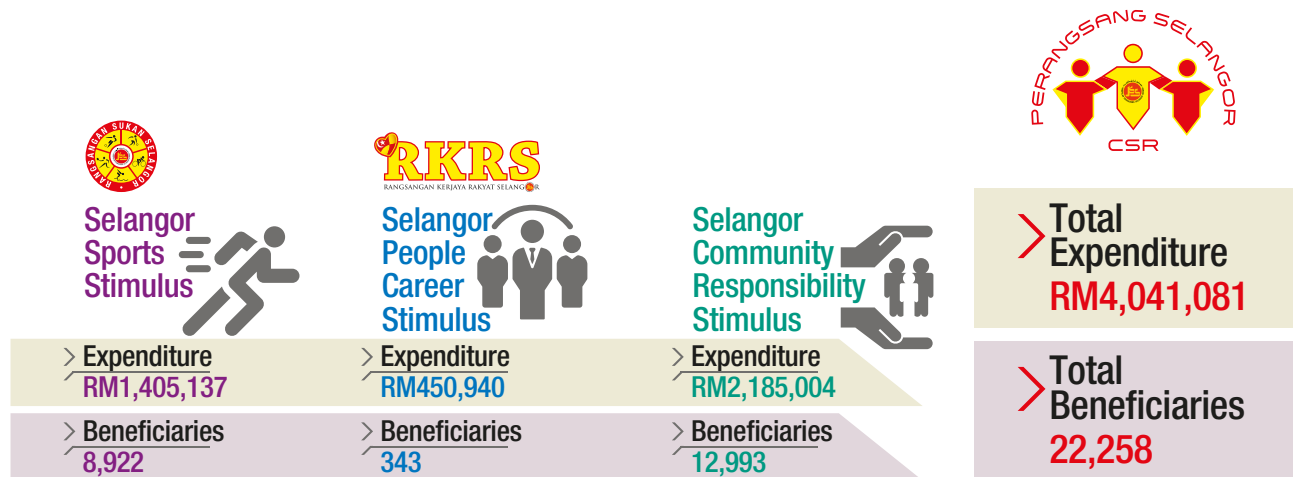 PERANGSANG SELANGOR
CSR
RANGSANGAN SUKAN SELANGOR
RKRS
RANGSANGAN KERJAYA RAKYAT SELANGOR
Selangor
Sports
Stimulus
Selangor
People
Career
Stimulus
Selangor
Community
Responsibility
Stimulus
Expenditure
RM1,405,137
Expenditure
RM450,940
Expenditure
RM2,185,004
Beneficiaries
8,922
Beneficiaries
343
Beneficiaries
12,993
Total
Expenditure
RM4,041,081
Total
Beneficiaries
22,258